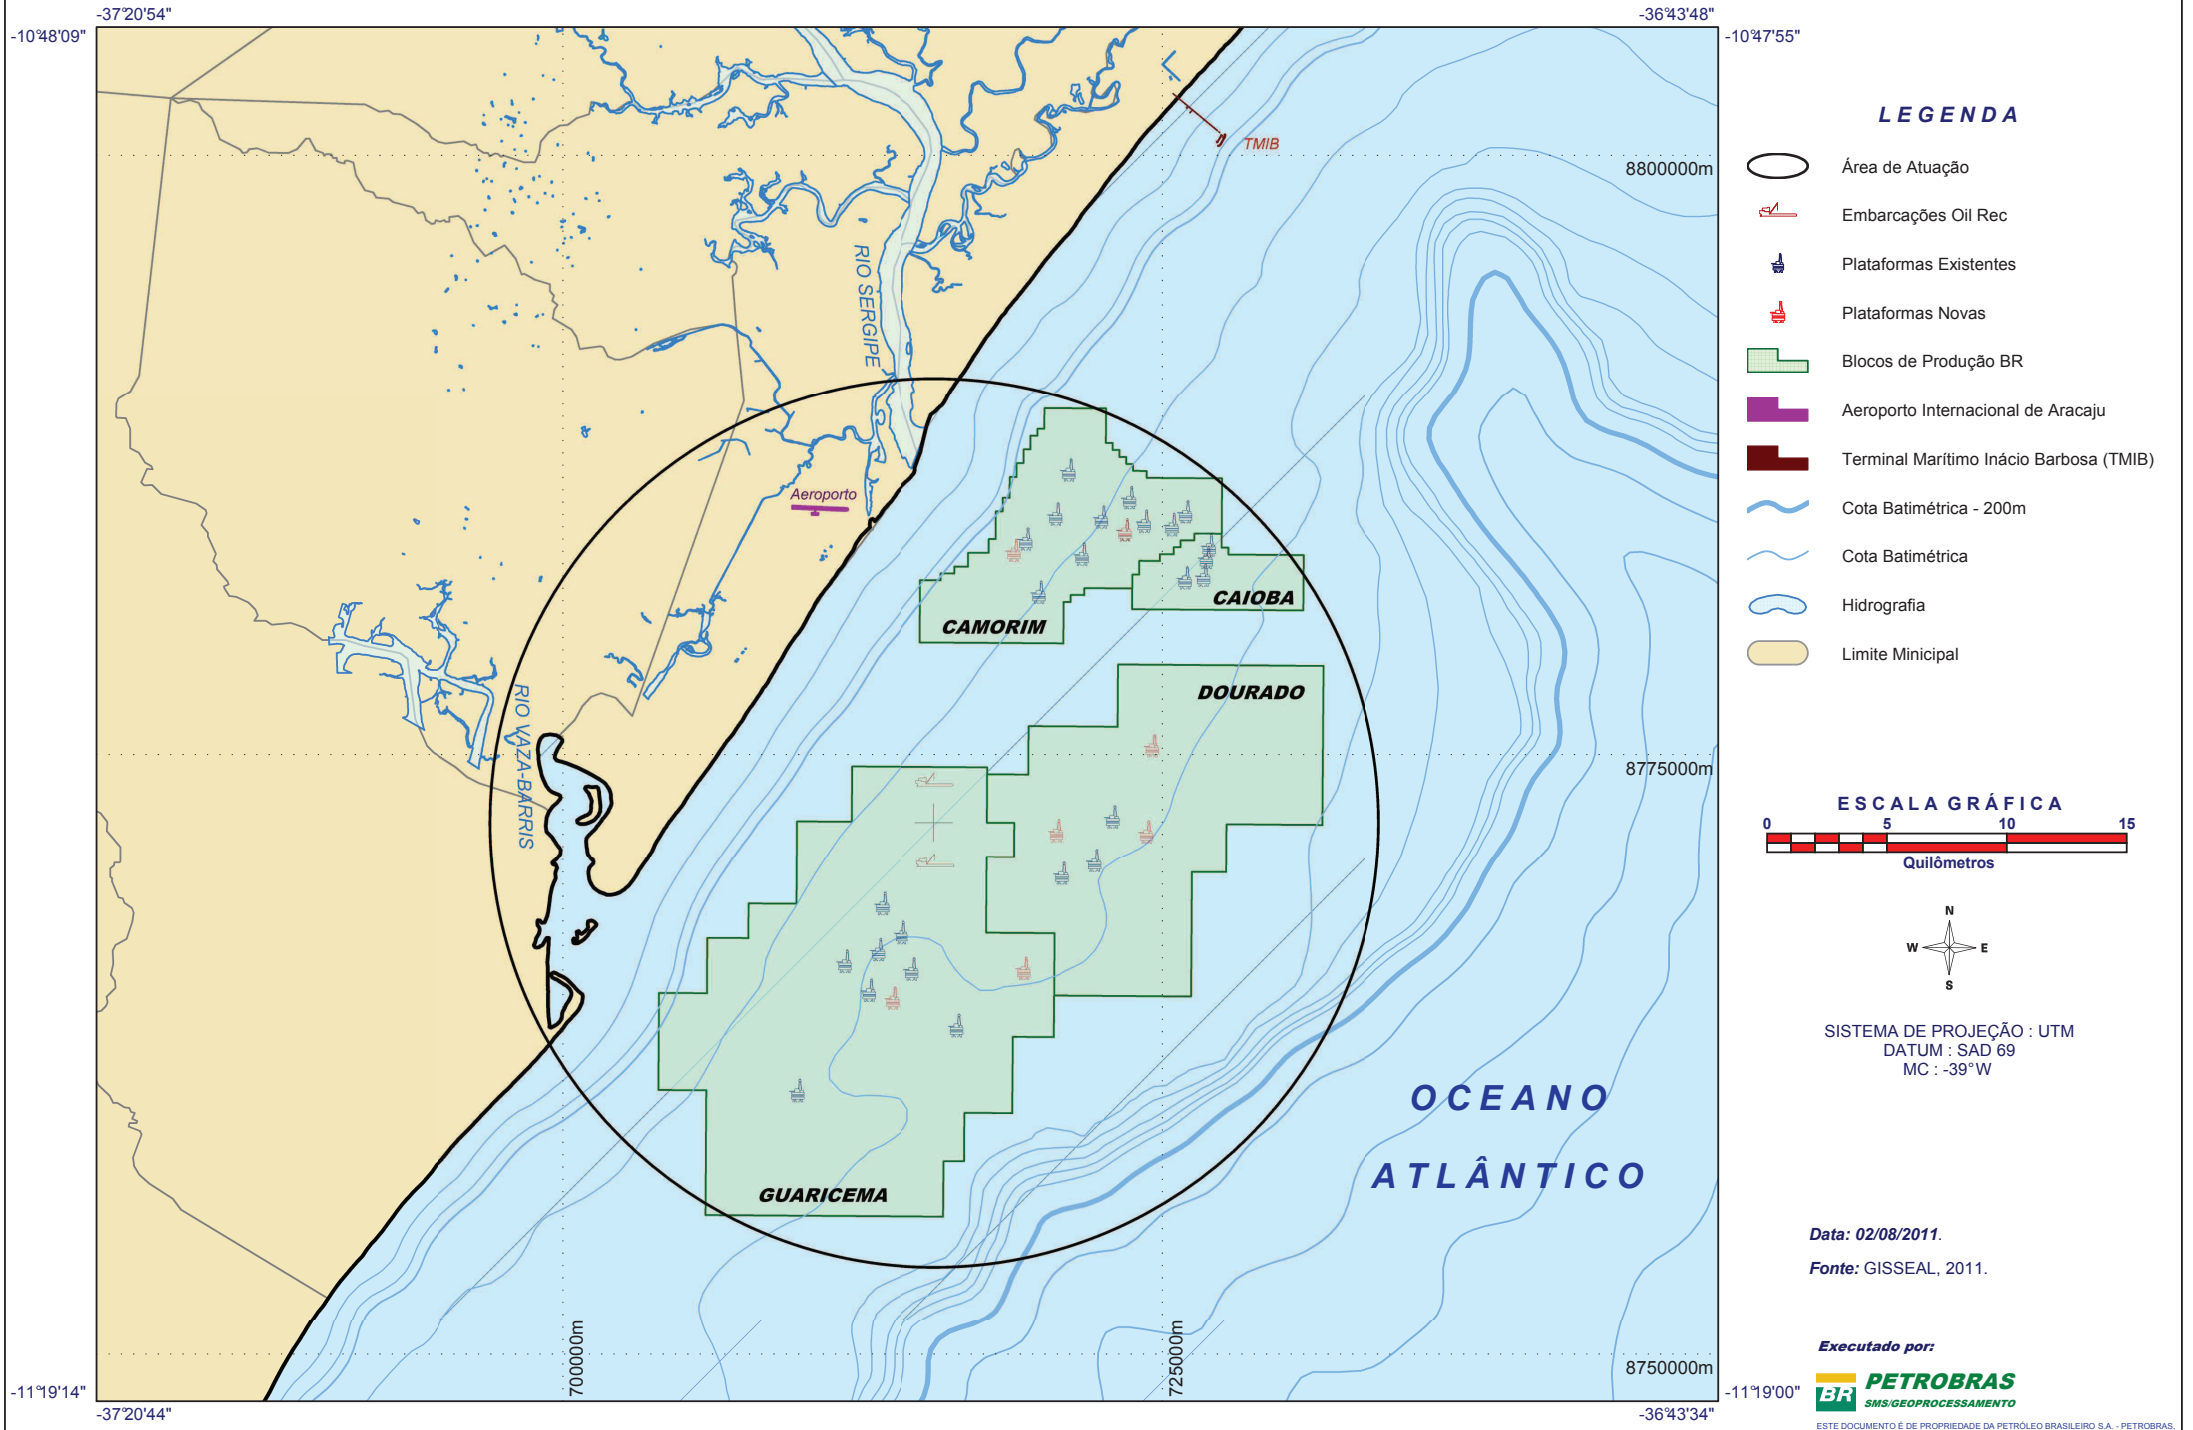 -37°20'54"
-36°43'48"
-10°48'09"
-10°47'55"
TMIB
8800000m
RIO SERGIPE
Aeroporto
CAIOBA
CAMORIM
DOURADO
RIO VAZA-BARRIS
8775000m
GUARICEMA
OCEANO
ATLÂNTICO
700000m
725000m
8750000m
-11°19'14"
-11°19'00"
-37°20'44"
-36°43'34"
LEGENDA
Área de Atuação
Embarcações Oil Rec
Plataformas Existentes
Plataformas Novas
Blocos de Produção BR
Aeroporto Internacional de Aracaju
Terminal Marítimo Inácio Barbosa (TMIB)
Cota Batimétrica - 200m
Cota Batimétrica
Hidrografia
Limite Minicipal
ESCALA GRÁFICA
0 5 10 15
Quilômetros
N
W E
S
SISTEMA DE PROJEÇÃO : UTM
DATUM : SAD 69
MC : -39°W
Data: 02/08/2011.
Fonte: GISSEAL, 2011.
Executado por:
BR PETROBRAS
SMS/GEOPROCESSAMENTO
ESTE DOCUMENTO É DE PROPRIEDADE DA PETRÓLEO BRASILEIRO S.A. - PETROBRAS,